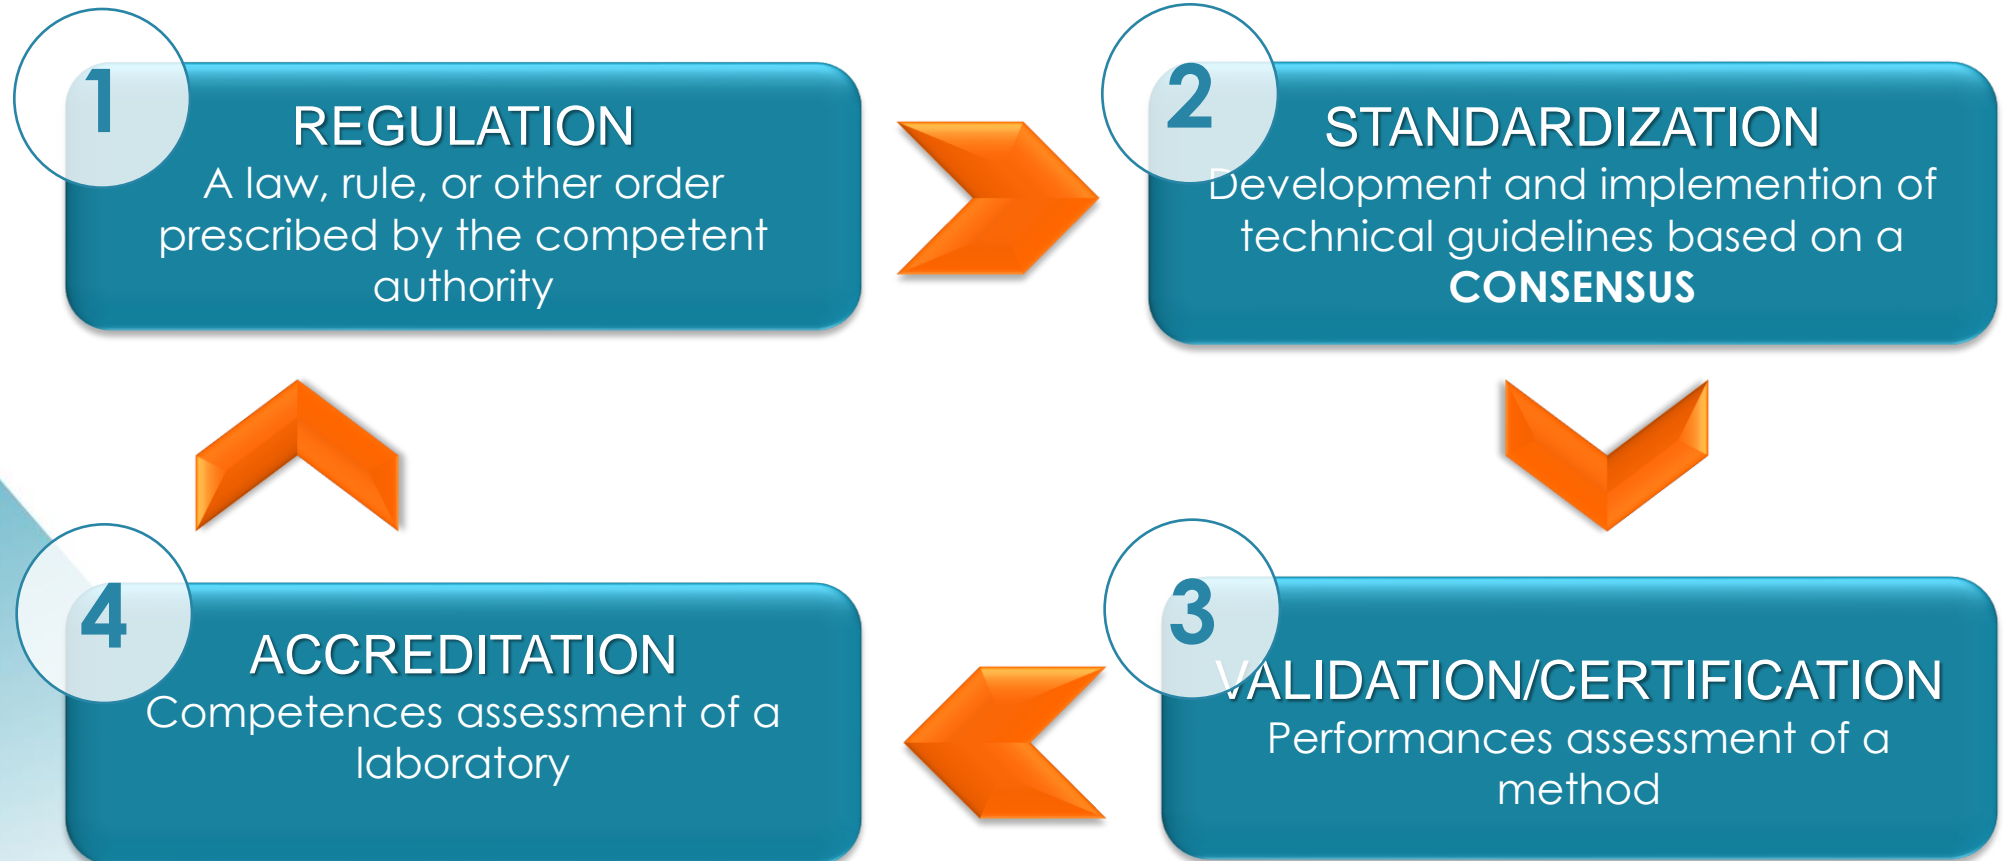 1
REGULATION
A law, rule, or other order
prescribed by the competent
authority
2
STANDARDIZATION
Development and implemention of
technical guidelines based on a
CONSENSUS
3
VALIDATION/CERTIFICATION
Performances assessment of a
method
4
ACCREDITATION
Competences assessment of a
laboratory